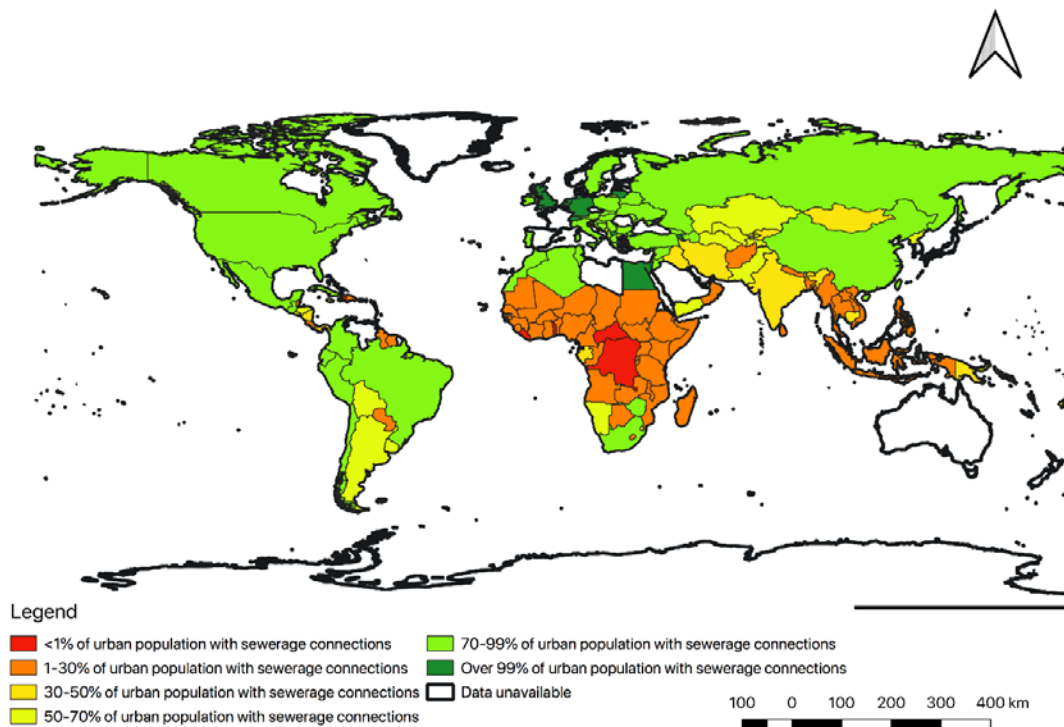 Legend
<1% of urban population with sewerage connections
1-30% of urban population with sewerage connections
30-50% of urban population with sewerage connections
50-70% of urban population with sewerage connections
70-99% of urban population with sewerage connections
Over 99% of urban population with sewerage connections
Data unavailable
100 0 100 200 300 400 km